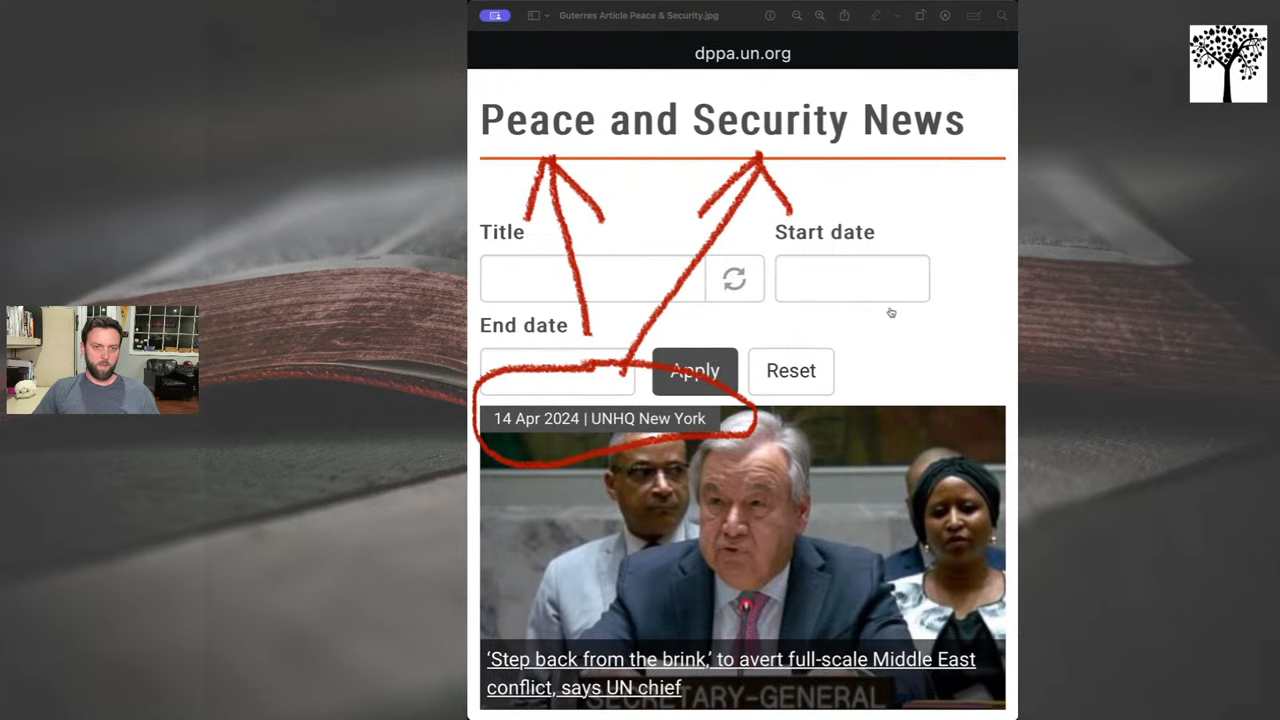 Guterres Article Peace & Security.jpg
dppa.un.org
Peace and Security News
Title
Start date
End date
Apply
Reset
14 Apr 2024 | UNHQ New York
SECRETARY-GENERAL
‘Step back from the brink,’ to avert full-scale Middle East
conflict, says UN chief